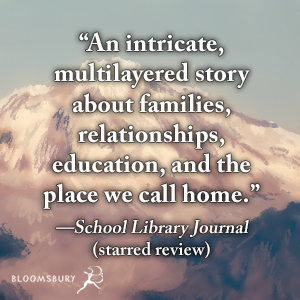 “An intricate,
multilayered story
about families,
relationships,
education, and the
place we call home.”
—School Library Journal
(starred review)
BLOOMSBURY